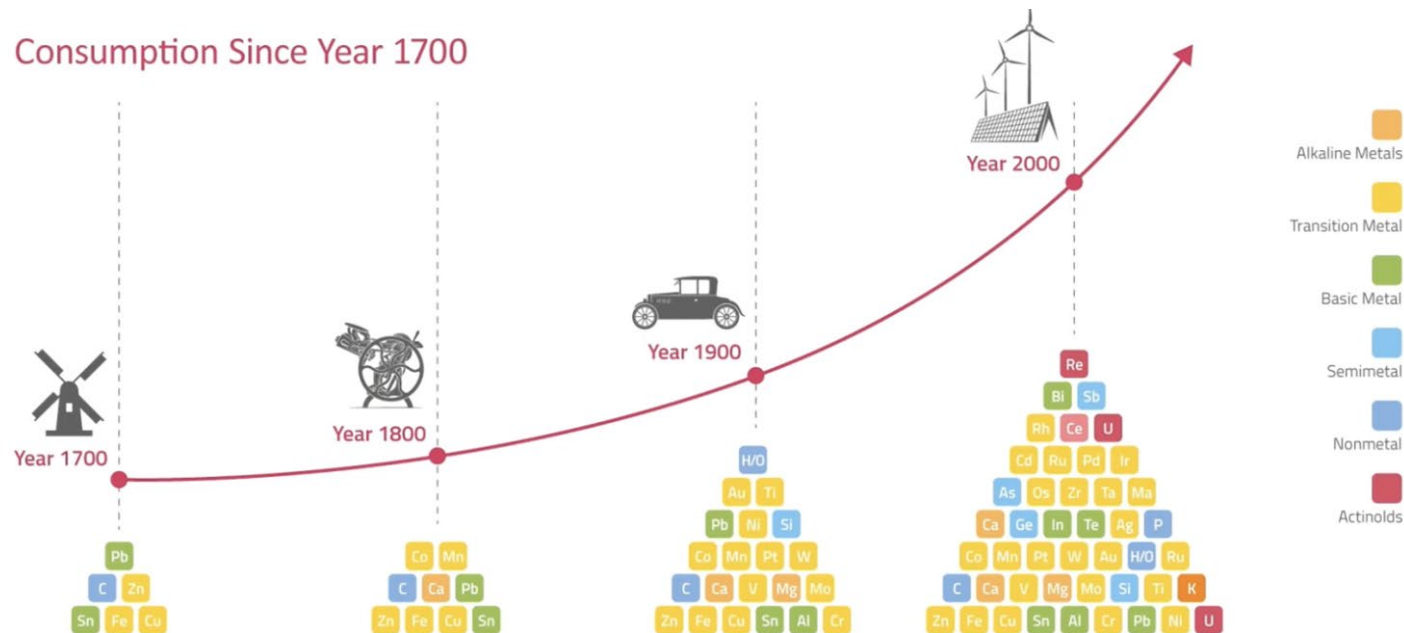 Consumption Since Year 1700
Year 1700
Year 1800
Year 1900
Year 2000
Pb
C Zn
Sn Fe Cu
Co Mn
C Ca Pb
Zn Fe Cu Sn
H/O
Au Ti
Pb Ni Si
Co Mn Pt W
C Ca V Mg Mo
Zn Fe Cu Sn Al Cr
Re
Bi Sb
Rh Ce U
Cd Ru Pd Ir
As Os Zr Ta Ma
Ca Ge In Te Ag P
Co Mn Pt W Au H/O Ru
C Ca V Mg Mo Si Ti K
Zn Fe Cu Sn Al Cr Pb Ni U
Alkaline Metals
Transition Metal
Basic Metal
Semimetal
Nonmetal
Actinolds